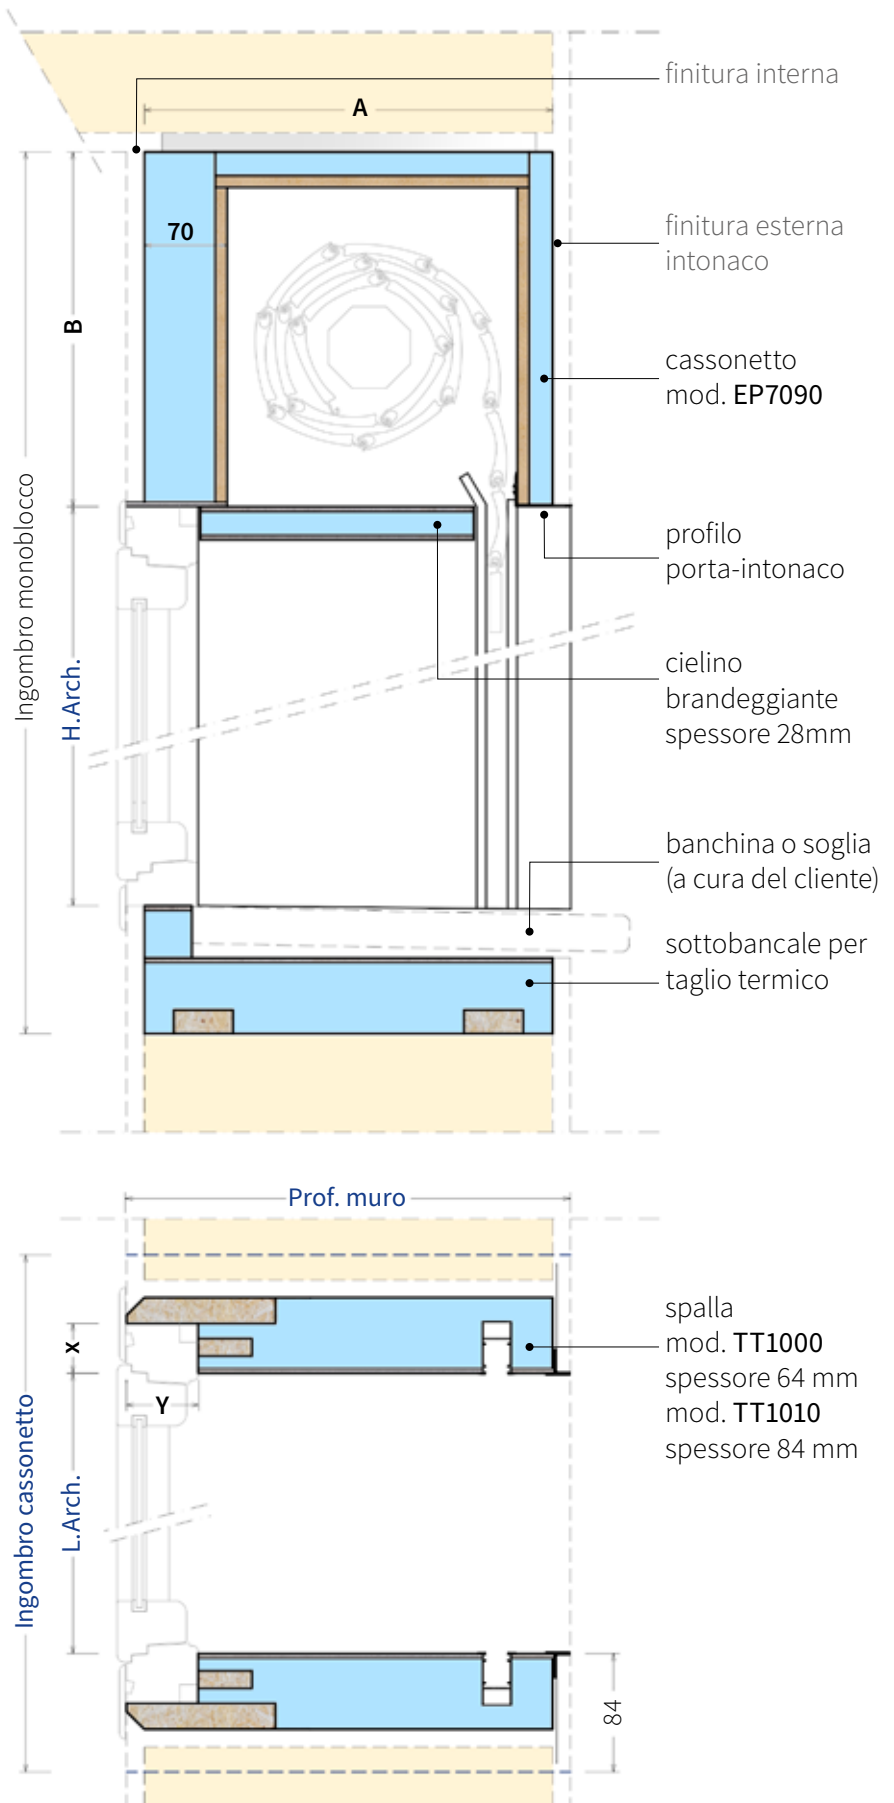 finitura interna
A
70
finitura esterna
intonaco
B
cassonetto
mod. EP7090
Ingombro monoblocco
profilo
porta-intonaco
H.Arch.
cielino
brandeggiante
spessore 28mm
banchina o soglia
(a cura del cliente)
sottobancale per
taglio termico
Prof. muro
X
Y
spalla
mod. TT1000
spessore 64 mm
mod. TT1010
spessore 84 mm
Ingombro cassonetto
L.Arch.
84